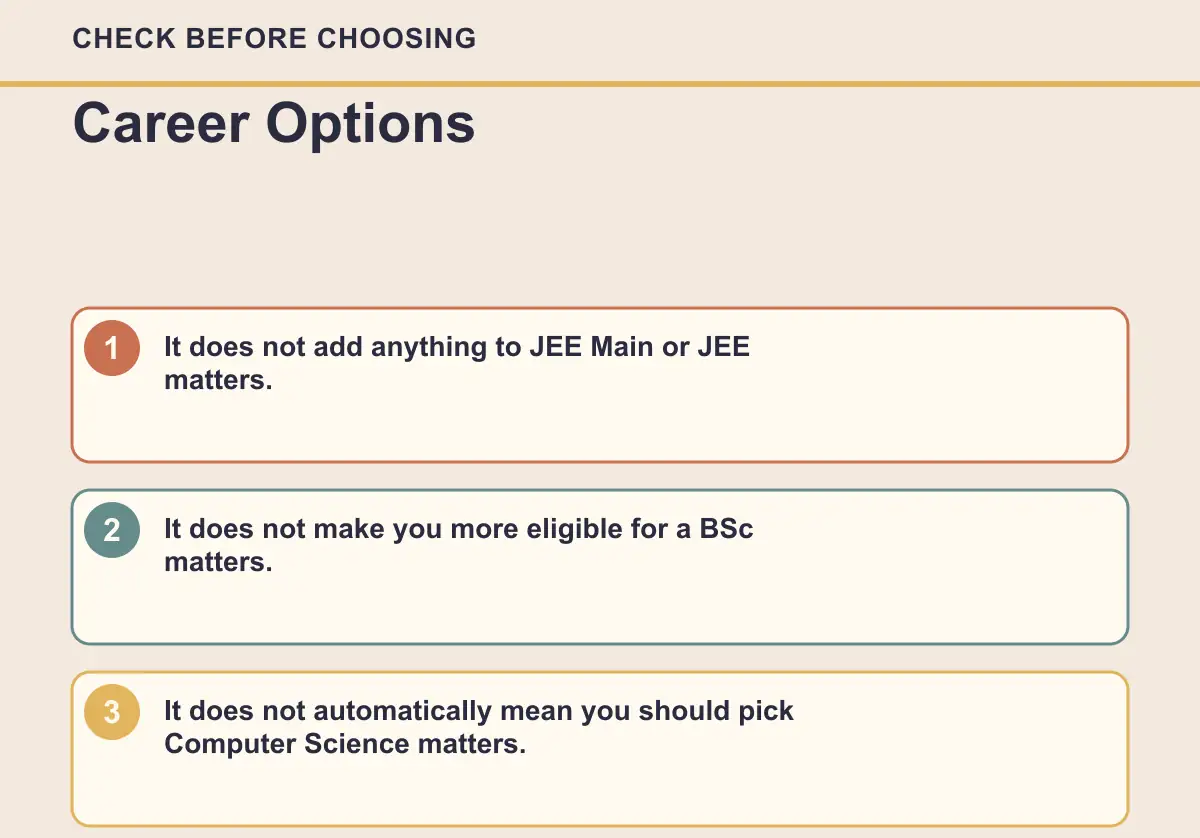 CHECK BEFORE CHOOSING
Career Options
1
It does not add anything to JEE Main or JEE
matters.
2
It does not make you more eligible for a BSc
matters.
3
It does not automatically mean you should pick
Computer Science matters.